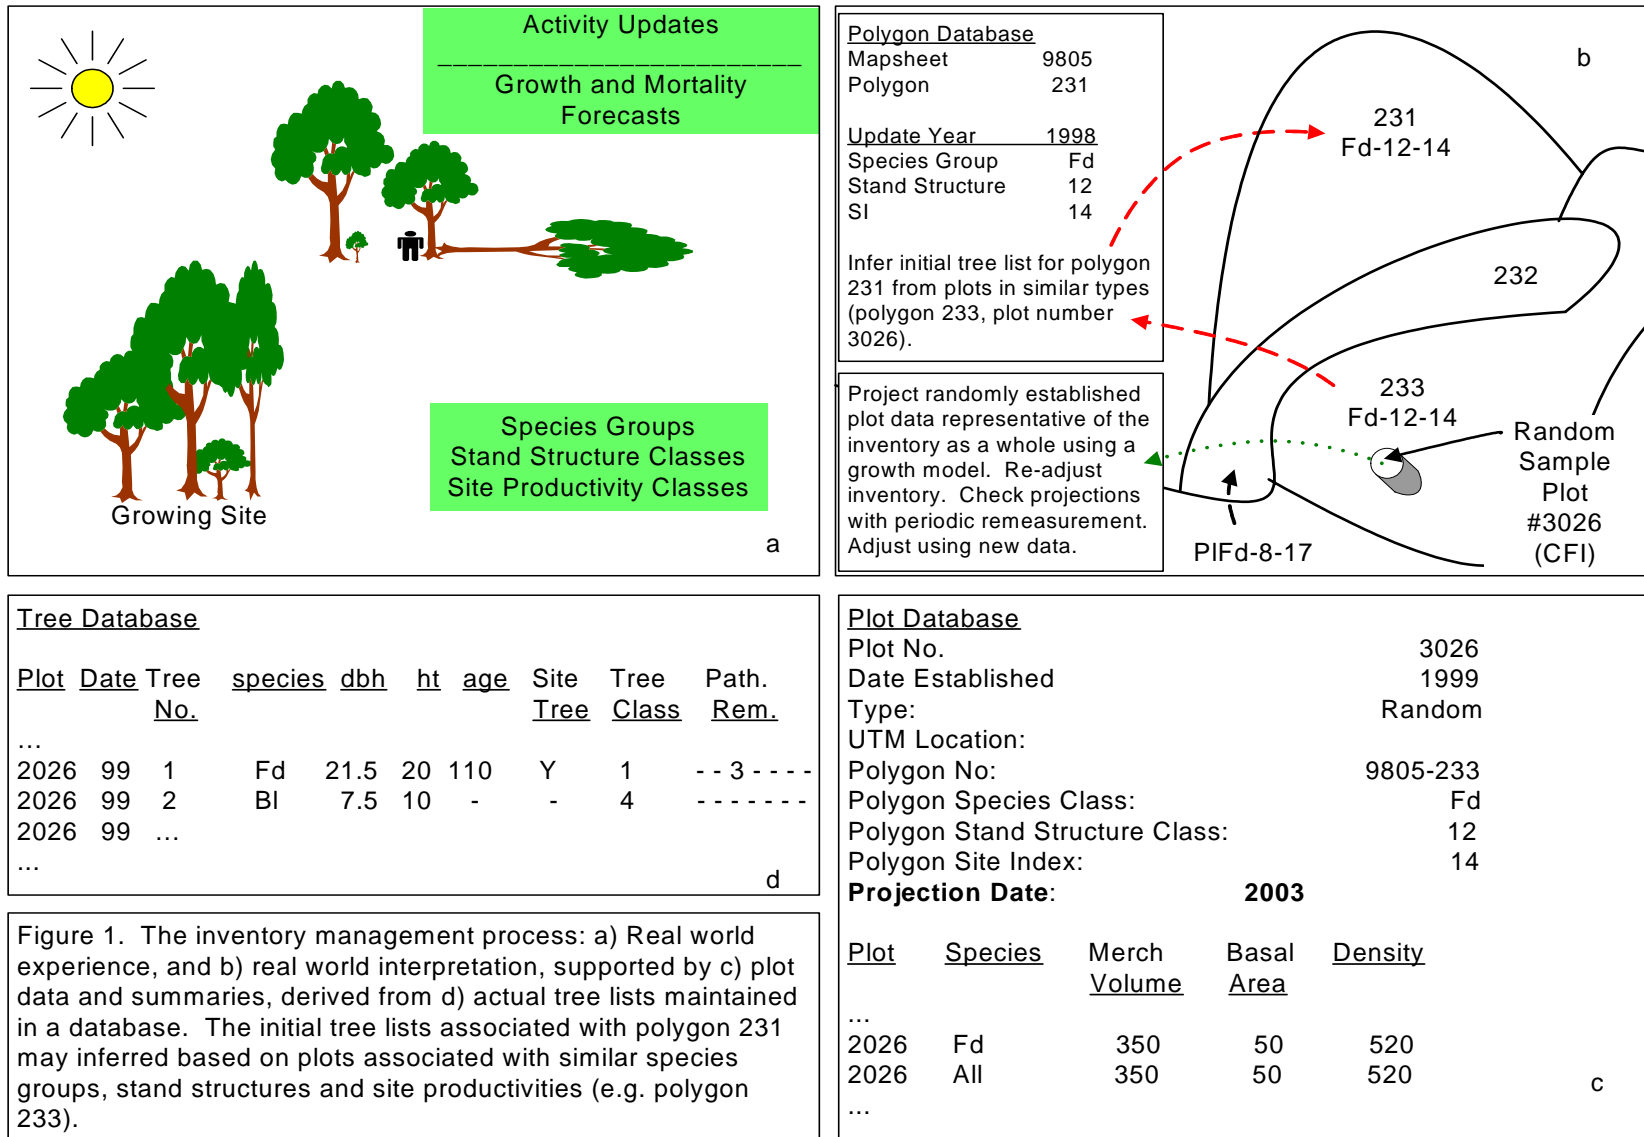 Activity Updates
Growth and Mortality
Forecasts
Growing Site
Species Groups
Stand Structure Classes
Site Productivity Classes
a
Polygon Database
Mapsheet 9805
Polygon 231
Update Year 1998
Species Group Fd
Stand Structure 12
SI 14
Infer initial tree list for polygon
231 from plots in similar types
(polygon 233, plot number
3026).
Project randomly established
plot data representative of the
inventory as a whole using a
growth model. Re-adjust
inventory. Check projections
with periodic remeasurement.
Adjust using new data.
b
231
Fd-12-14
232
233
Fd-12-14
PlFd-8-17
Random
Sample
Plot
#3026
(CFI)
Tree Database
Plot Date Tree species dbh ht age Site Tree Path.
No. Tree Class Rem.
...
2026 99 1 Fd 21.5 20 110 Y 1 - - 3 - - - -
2026 99 2 Bl 7.5 10 - - 4 - - - - - - -
2026 99 ...
...
d
Figure 1. The inventory management process: a) Real world
experience, and b) real world interpretation, supported by c) plot
data and summaries, derived from d) actual tree lists maintained
in a database. The initial tree lists associated with polygon 231
may inferred based on plots associated with similar species
groups, stand structures and site productivities (e.g. polygon
233).
Plot Database
Plot No. 3026
Date Established 1999
Type: Random
UTM Location:
Polygon No: 9805-233
Polygon Species Class: Fd
Polygon Stand Structure Class: 12
Polygon Site Index: 14
Projection Date: 2003
Plot Species Merch Basal Density
Volume Area
...
2026 Fd 350 50 520
2026 All 350 50 520
...
c